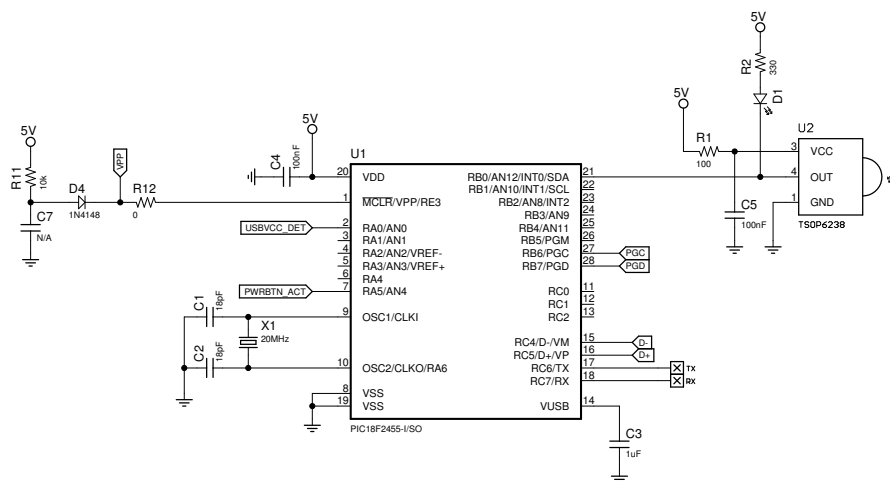 5V
R11
10k
C7
N/A
D4
1N4148
VPP
R12
0
C4
100nF
5V
USBVCC_DET
PWRBTN_ACT
C1
18pF
C2
18pF
X1
20MHz
U1
20 VDD
1 MCLR/VPP/RE3
2 RA0/AN0
3 RA1/AN1
4 RA2/AN2/VREF-
5 RA3/AN3/VREF+
6 RA4
7 RA5/AN4
9 OSC1/CLKI
10 OSC2/CLKO/RA6
8 VSS
19 VSS
RB0/AN12/INT0/SDA 21
RB1/AN10/INT1/SCL 22
RB2/AN8/INT2 23
RB3/AN9 24
RB4/AN11 25
RB5/PGM 26
RB6/PGC 27
RB7/PGD 28
RC0 11
RC1 12
RC2 13
RC4/D-/VM 15
RC5/D+/VP 16
RC6/TX 17
RC7/RX 18
VUSB 14
PIC18F2455-I/SO
PGC
PGD
D-
D+
TX
RX
C3
1uF
5V
R1
100
5V
R2
330
D1
C5
100nF
U2
3 VCC
4 OUT
1 GND
TSOP6238